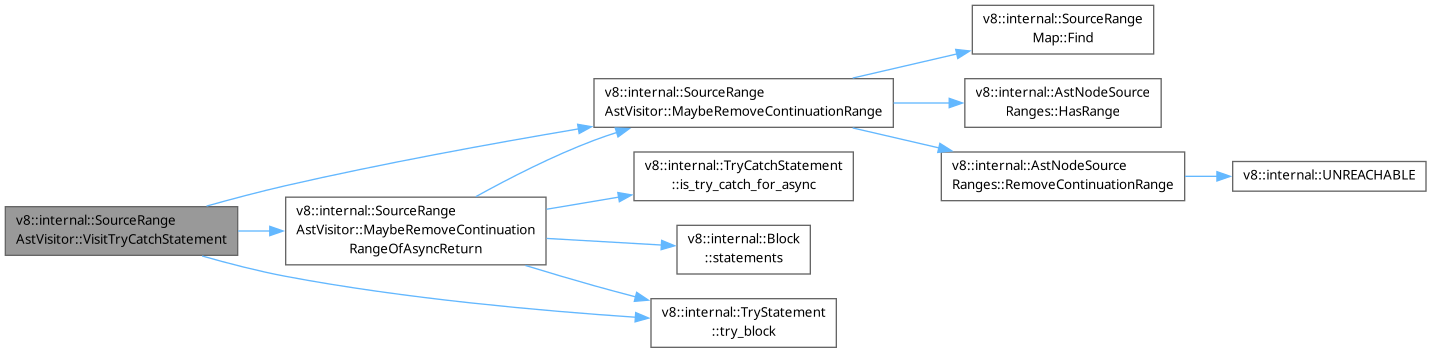 v8::internal::SourceRange
Map::Find
v8::internal::SourceRange
AstVisitor::MaybeRemoveContinuationRange
v8::internal::AstNodeSource
Ranges::HasRange
v8::internal::TryCatchStatement
::is_try_catch_for_async
v8::internal::AstNodeSource
Ranges::RemoveContinuationRange
v8::internal::UNREACHABLE
v8::internal::SourceRange
AstVisitor::VisitTryCatchStatement
v8::internal::SourceRange
AstVisitor::MaybeRemoveContinuation
RangeOfAsyncReturn
v8::internal::Block
::statements
v8::internal::TryStatement
::try_block